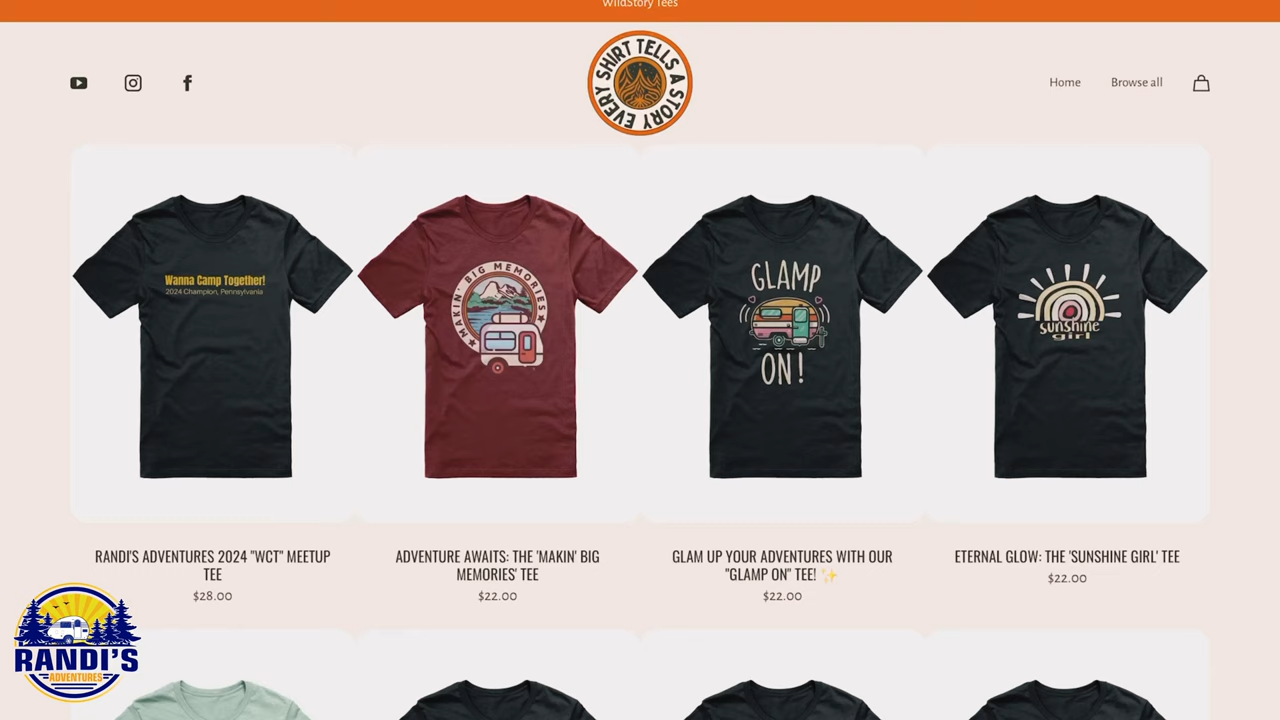 WildStory Tees
EVERY SHIRT TELLS A STORY
Home
Browse all
Wanna Camp Together!
2024 Champion, Pennsylvania
MAKIN' BIG MEMORIES
GLAMP
ON!
sunshine
girl
RANDI'S ADVENTURES 2024 "WCT" MEETUP
TEE
$28.00
ADVENTURE AWAITS: THE 'MAKIN' BIG
MEMORIES' TEE
$22.00
GLAM UP YOUR ADVENTURES WITH OUR
"GLAMP ON" TEE! ✨
$22.00
ETERNAL GLOW: THE 'SUNSHINE GIRL' TEE
$22.00
RANDI'S
ADVENTURES